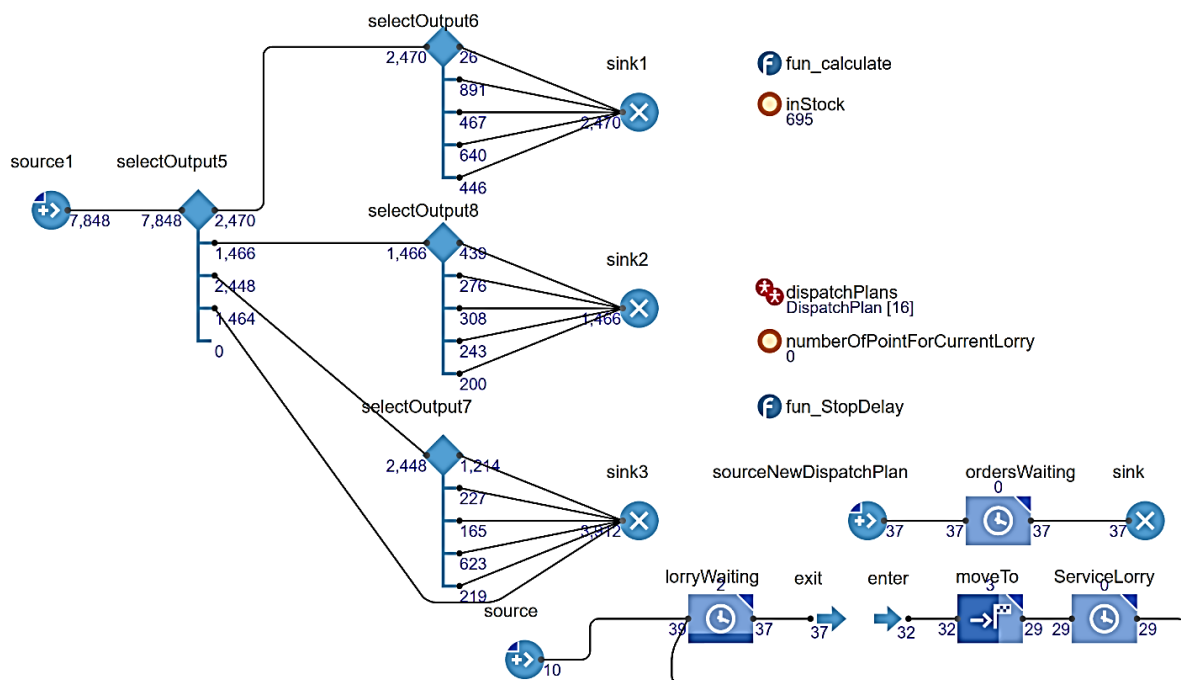 selectOutput6
2,470
26
891
467
640
446
sink1
2,470
fun_calculate
inStock
695
source1
7,848
selectOutput5
7,848
2,470
1,466
2,448
1,464
0
selectOutput8
1,466
439
276
308
243
200
sink2
1,466
dispatchPlans
DispatchPlan [16]
numberOfPointForCurrentLorry
0
fun_StopDelay
selectOutput7
2,448
1,214
227
165
623
219
sink3
3,912
sourceNewDispatchPlan
37
ordersWaiting
0
37
37
sink
37
source
10
lorryWaiting
2
39
37
exit
37
enter
32
moveTo
3
32
29
ServiceLorry
0
29
29